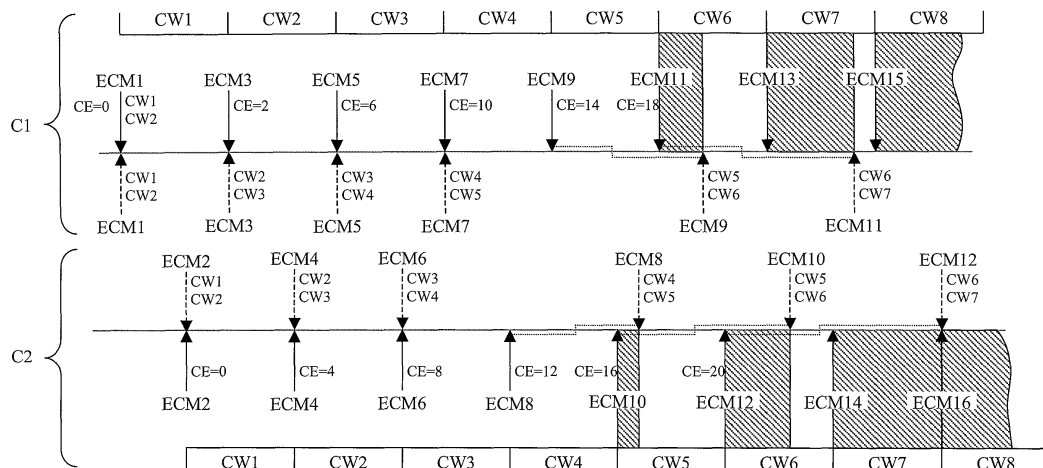 CW1 CW2 CW3 CW4 CW5 CW6 CW7 CW8
ECM1 ECM3 ECM5 ECM7 ECM9 ECM11 ECM13 ECM15
CE=0 CW1 CE=2 CE=6 CE=10 CE=14 CE=18
CW2
C1
CW1 CW2 CW3 CW4 CW5 CW6
CW2 CW3 CW4 CW5 CW6 CW7
ECM1 ECM3 ECM5 ECM7 ECM9 ECM11
ECM2 ECM4 ECM6 ECM8 ECM10 ECM12
CW1 CW2 CW3 CW4 CW5 CW6
CW2 CW3 CW4 CW5 CW6 CW7
C2
CE=0 CE=4 CE=8 CE=12 CE=16 CE=20
ECM2 ECM4 ECM6 ECM8 ECM10 ECM12 ECM14 ECM16
CW1 CW2 CW3 CW4 CW5 CW6 CW7 CW8